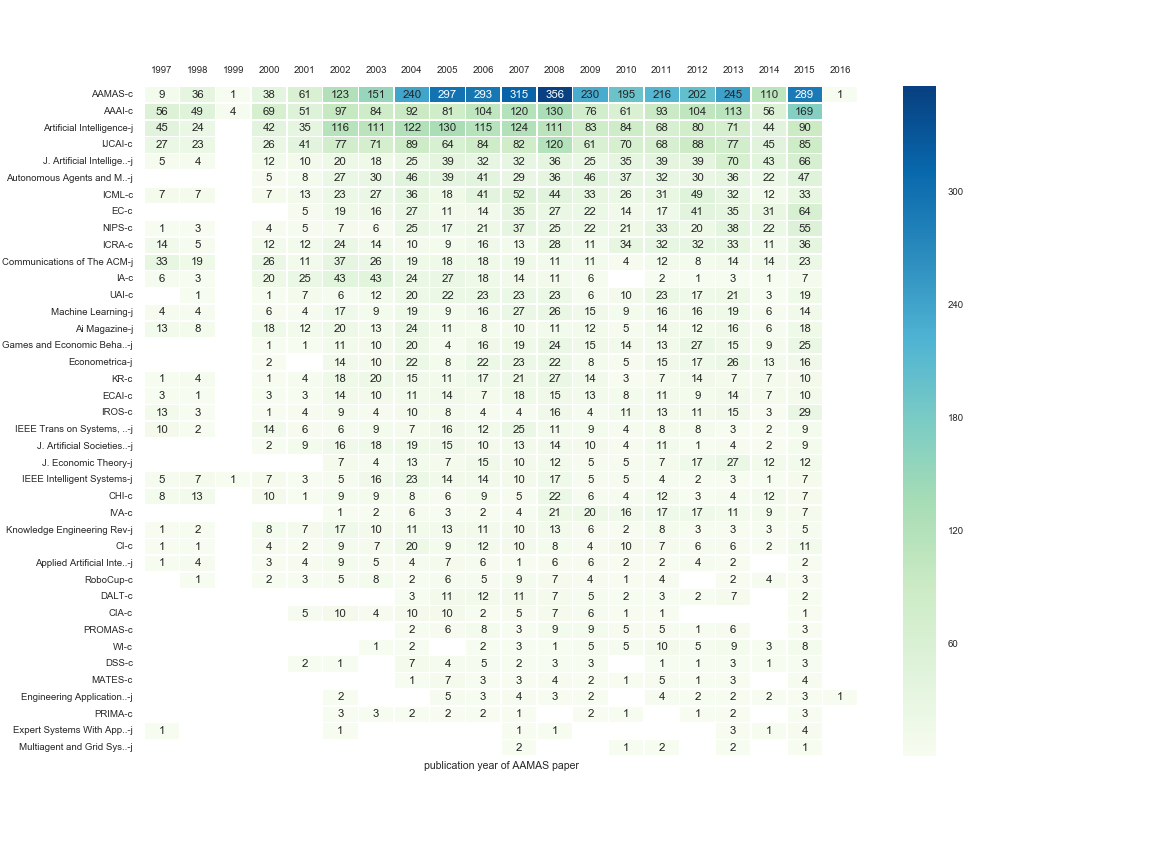 1997 1998 1999 2000 2001 2002 2003 2004 2005 2006 2007 2008 2009 2010 2011 2012 2013 2014 2015 2016
AAMAS-c 9 36 1 38 61 123 151 240 297 293 315 356 230 195 216 202 245 110 289 1
AAAI-c 56 49 4 69 51 97 84 92 81 104 120 130 76 61 93 104 113 56 169
Artificial Intelligence-j 45 24 42 35 116 111 122 130 115 124 111 83 84 68 80 71 44 90
IJCAI-c 27 23 26 41 77 71 89 64 84 82 120 61 70 68 88 77 45 85
300
J. Artificial Intellige..-j 5 4 12 10 20 18 25 39 32 32 36 25 35 39 39 70 43 66
Autonomous Agents and M..-j 5 8 27 30 46 39 41 29 36 46 37 32 30 36 22 47
ICML-c 7 7 7 13 23 27 36 18 41 52 44 33 26 31 49 32 12 33
EC-c 5 19 16 27 11 14 35 27 22 14 17 41 35 31 64
NIPS-c 1 3 4 5 7 6 25 17 21 37 25 22 21 33 20 38 22 55
ICRA-c 14 5 12 12 24 14 10 9 16 13 28 11 34 32 32 33 11 36
Communications of The ACM-j 33 19 26 11 37 26 19 18 18 19 11 11 4 12 8 14 14 23
IA-c 6 3 20 25 43 43 24 27 18 14 11 6 2 1 3 1 7
UAI-c 1 1 7 6 12 20 22 23 23 23 6 10 23 17 21 3 19
240
Machine Learning-j 4 4 6 4 17 9 19 9 16 27 26 15 9 16 16 19 6 14
Ai Magazine-j 13 8 18 12 20 13 24 11 8 10 11 12 5 14 12 16 6 18
Games and Economic Beha..-j 1 1 11 10 20 4 16 19 24 15 14 13 27 15 9 25
Econometrica-j 2 14 10 22 8 22 23 22 8 5 15 17 26 13 16
KR-c 1 4 1 4 18 20 15 11 17 21 27 14 3 7 14 7 7 10
ECAI-c 3 1 3 3 14 10 11 14 7 18 15 13 8 11 9 14 7 10
IROS-c 13 3 1 4 9 4 10 8 4 4 16 4 11 13 11 15 3 29
180
IEEE Trans on Systems, ..-j 10 2 14 6 6 9 7 16 12 25 11 9 4 8 8 3 2 9
J. Artificial Societies..-j 2 9 16 18 19 15 10 13 14 10 4 11 1 4 2 9
J. Economic Theory-j 7 4 13 7 15 10 12 5 5 7 17 27 12 12
IEEE Intelligent Systems-j 5 7 1 7 3 5 16 23 14 14 10 17 5 5 4 2 3 1 7
CHI-c 8 13 10 1 9 9 8 6 9 5 22 6 4 12 3 4 12 7
IVA-c 1 2 6 3 2 4 21 20 16 17 17 11 9 7
Knowledge Engineering Rev-j 1 2 8 7 17 10 11 13 11 10 13 6 2 8 3 3 3 5
120
CI-c 1 1 4 2 9 7 20 9 12 10 8 4 10 7 6 6 2 11
Applied Artificial Inte..-j 1 4 3 4 9 5 4 7 6 1 6 6 2 2 4 2 2
RoboCup-c 1 2 3 5 8 2 6 5 9 7 4 1 4 2 4 3
DALT-c 3 11 12 11 7 5 2 3 2 7 2
CIA-c 5 10 4 10 10 2 5 7 6 1 1 1
PROMAS-c 2 6 8 3 9 9 5 5 1 6 3
WI-c 1 2 2 3 1 5 5 10 5 9 3 8
60
DSS-c 2 1 7 4 5 2 3 3 1 1 3 1 3
MATES-c 1 7 3 3 4 2 1 5 1 3 4
Engineering Application..-j 2 5 3 4 3 2 4 2 2 2 3 1
PRIMA-c 3 3 2 2 2 1 2 1 1 2 3
Expert Systems With App..-j 1 1 1 1 3 1 4
Multiagent and Grid Sys..-j 2 1 2 2 1
publication year of AAMAS paper